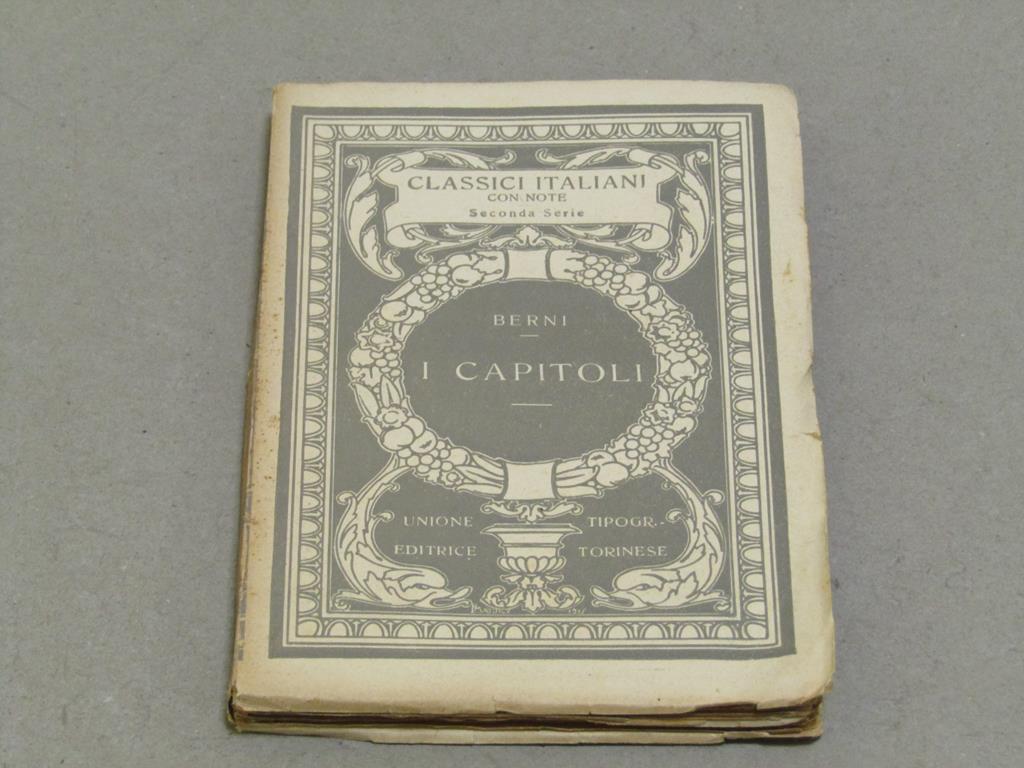 CLASSICI ITALIANI
CON NOTE
Seconda Serie
BERNI
I CAPITOLI
UNIONE TIPOGR.-
EDITRICE TORINESE